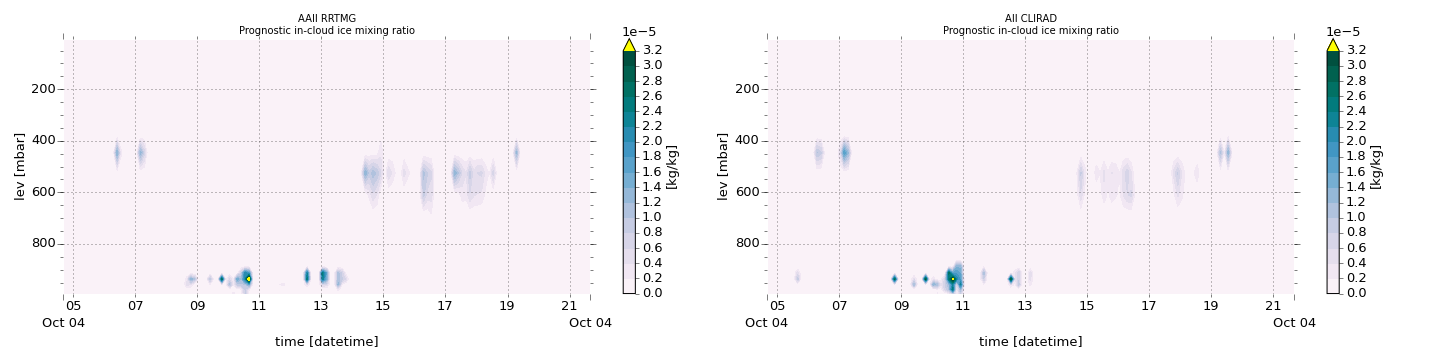 AAII RRTMG
Prognostic in-cloud ice mixing ratio
1e−5
3.2
3.0
2.8
2.6
2.4
2.2
2.0
1.8
1.6
1.4
1.2
1.0
0.8
0.6
0.4
0.2
0.0
[kg/kg]
200
400
600
800
lev [mbar]
05 07 09 11 13 15 17 19 21
Oct 04 Oct 04
time [datetime]
AII CLIRAD
Prognostic in-cloud ice mixing ratio
1e−5
3.2
3.0
2.8
2.6
2.4
2.2
2.0
1.8
1.6
1.4
1.2
1.0
0.8
0.6
0.4
0.2
0.0
[kg/kg]
200
400
600
800
lev [mbar]
05 07 09 11 13 15 17 19 21
Oct 04 Oct 04
time [datetime]